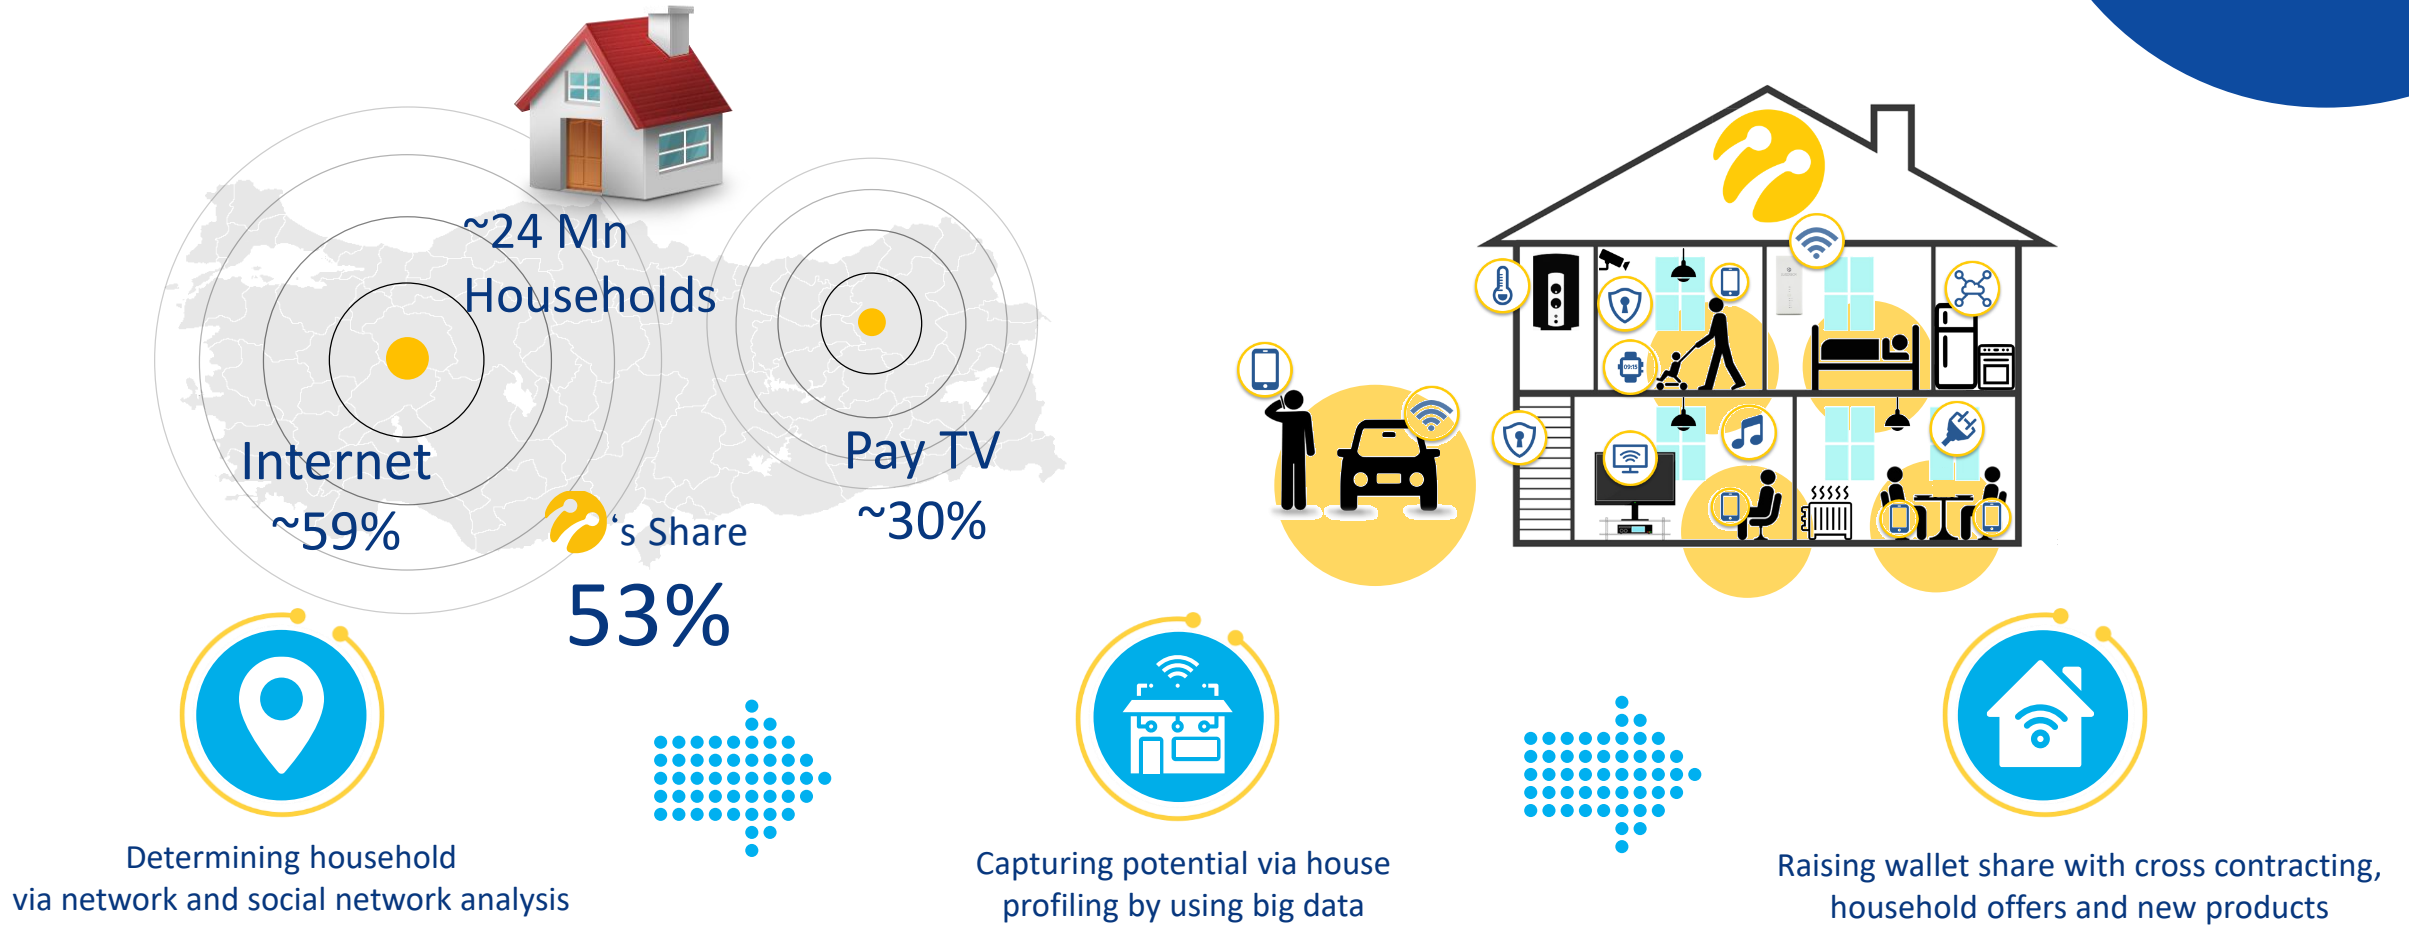 ~24 Mn
Households
Internet
~59%
's Share
53%
Pay TV
~30%
09:15
Determining household
via network and social network analysis
Capturing potential via house
profiling by using big data
Raising wallet share with cross contracting,
household offers and new products